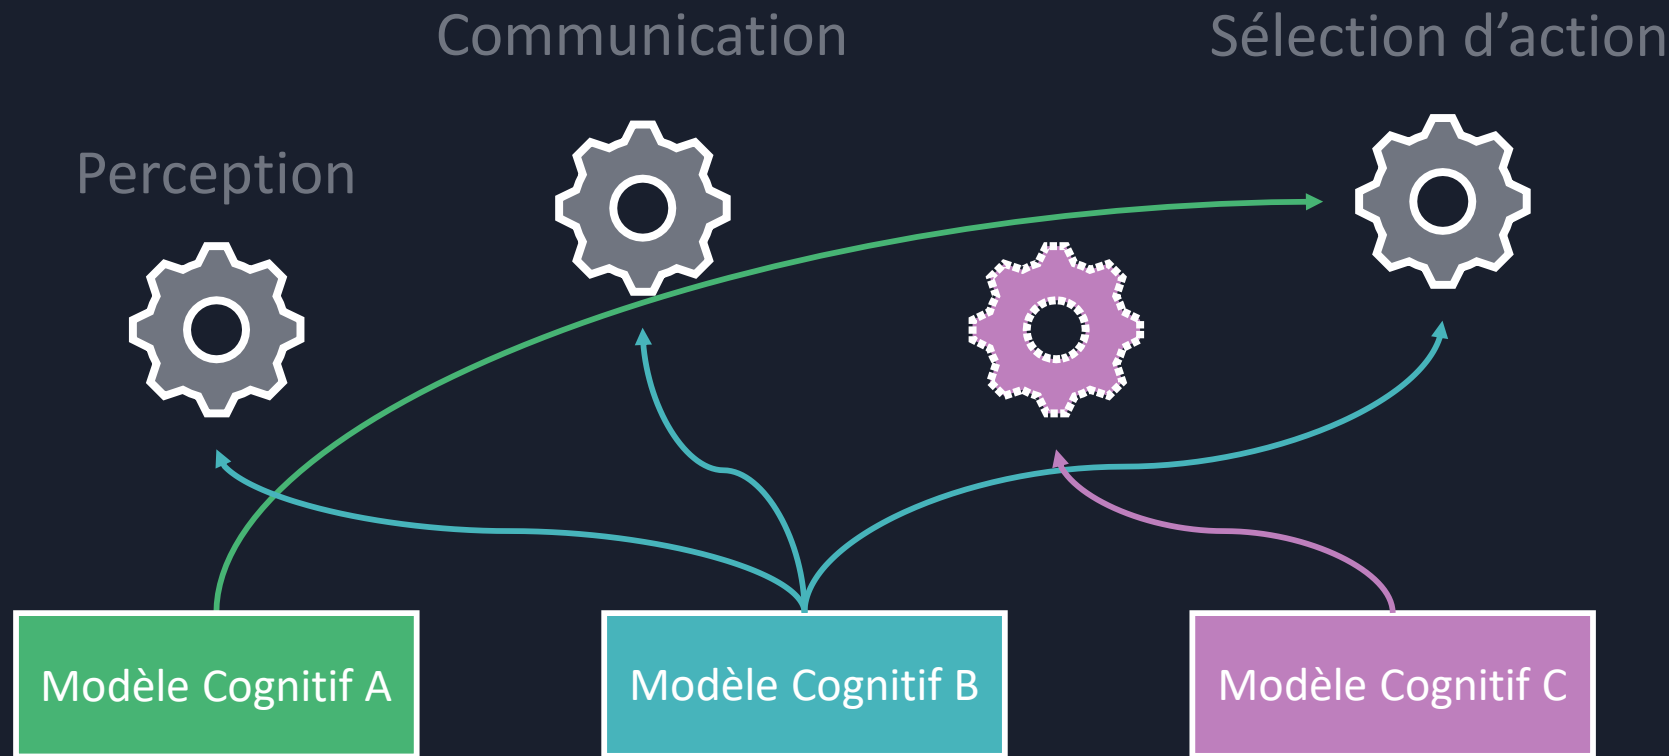 Communication
Sélection d’action
Perception
Modèle Cognitif A
Modèle Cognitif B
Modèle Cognitif C